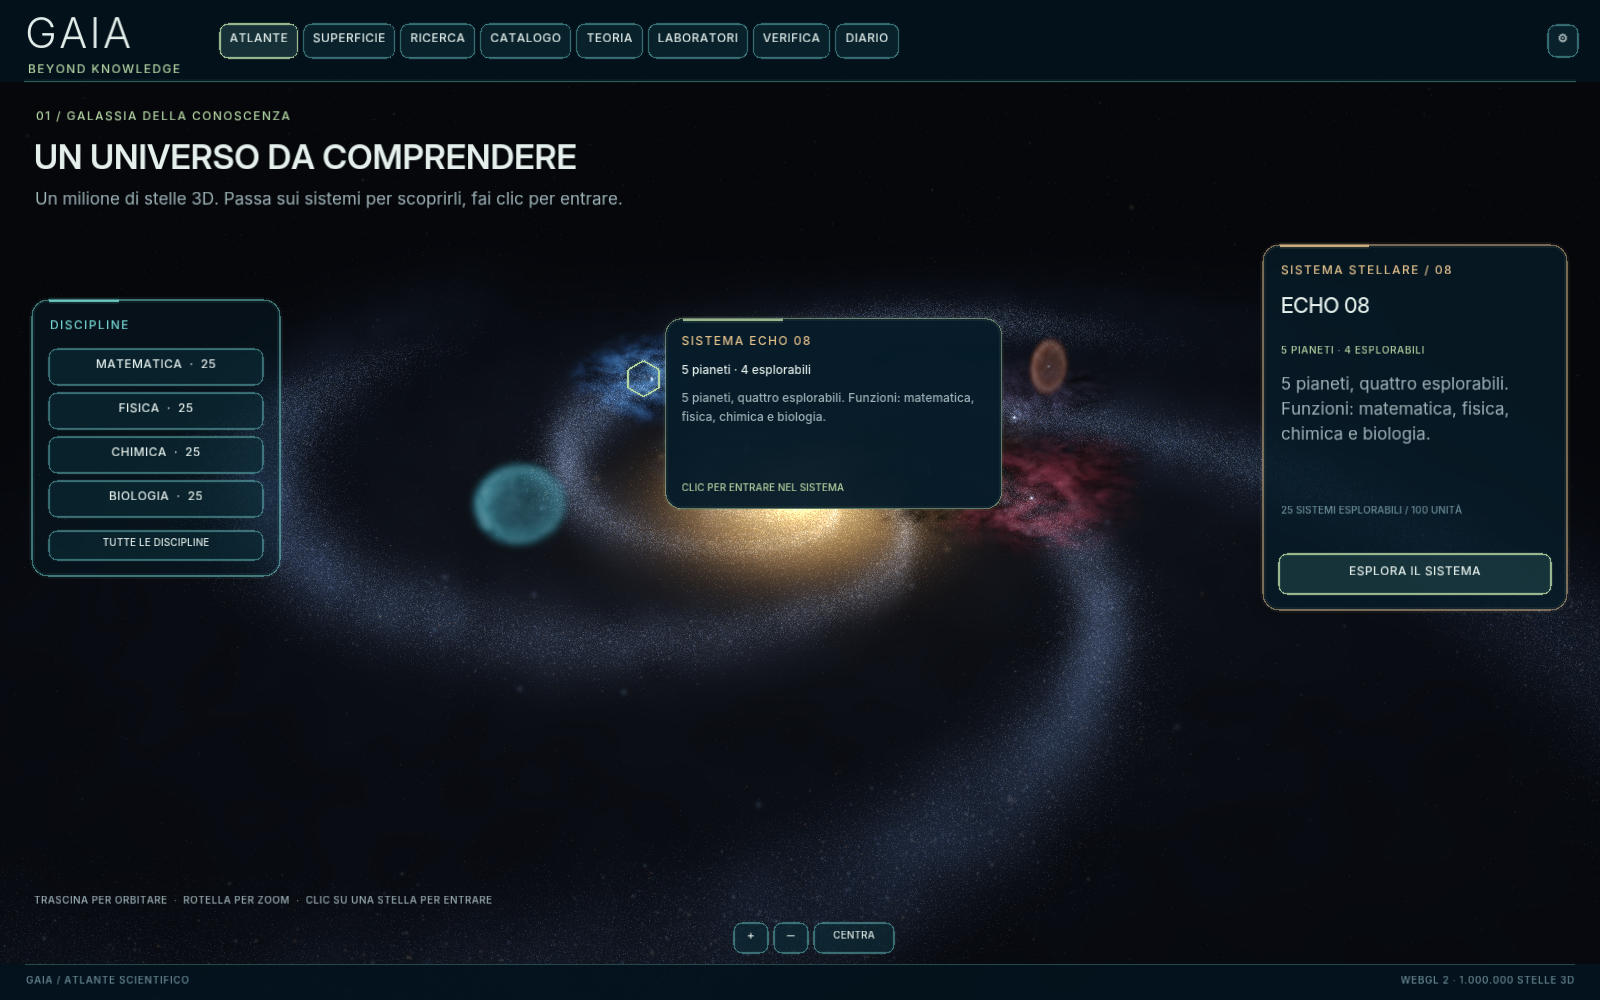 GAIA
BEYOND KNOWLEDGE
ATLANTE
SUPERFICIE
RICERCA
CATALOGO
TEORIA
LABORATORI
VERIFICA
DIARIO
01 / GALASSIA DELLA CONOSCENZA
UN UNIVERSO DA COMPRENDERE
Un milione di stelle 3D. Passa sui sistemi per scoprirli, fai clic per entrare.
DISCIPLINE
MATEMATICA · 25
FISICA · 25
CHIMICA · 25
BIOLOGIA · 25
TUTTE LE DISCIPLINE
SISTEMA ECHO 08
5 pianeti · 4 esplorabili
5 pianeti, quattro esplorabili. Funzioni: matematica,
fisica, chimica e biologia.
CLIC PER ENTRARE NEL SISTEMA
SISTEMA STELLARE / 08
ECHO 08
5 PIANETI · 4 ESPLORABILI
5 pianeti, quattro esplorabili.
Funzioni: matematica, fisica,
chimica e biologia.
25 SISTEMI ESPLORABILI / 100 UNITÀ
ESPLORA IL SISTEMA
TRASCINA PER ORBITARE · ROTELLA PER ZOOM · CLIC SU UNA STELLA PER ENTRARE
+
—
CENTRA
GAIA / ATLANTE SCIENTIFICO
WEBGL 2 · 1.000.000 STELLE 3D